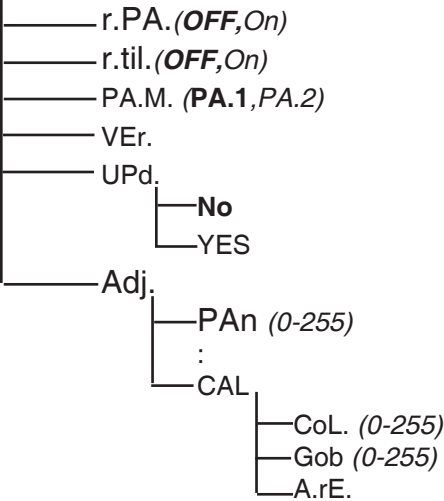 r.PA.(OFF,On)
r.til.(OFF,On)
PA.M. (PA.1,PA.2)
VEr.
UPd.
No
YES
Adj.
PAn (0-255)
:
CAL
CoL. (0-255)
Gob (0-255)
A.rE.